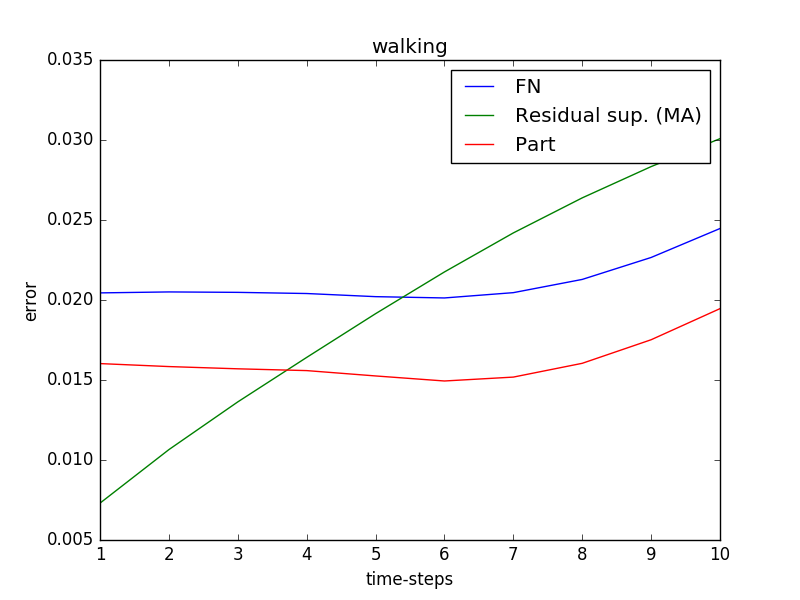 walking
FN
Residual sup. (MA)
Part
0.035
0.030
0.025
0.020
0.015
0.010
0.005
error
1 2 3 4 5 6 7 8 9 10
time-steps